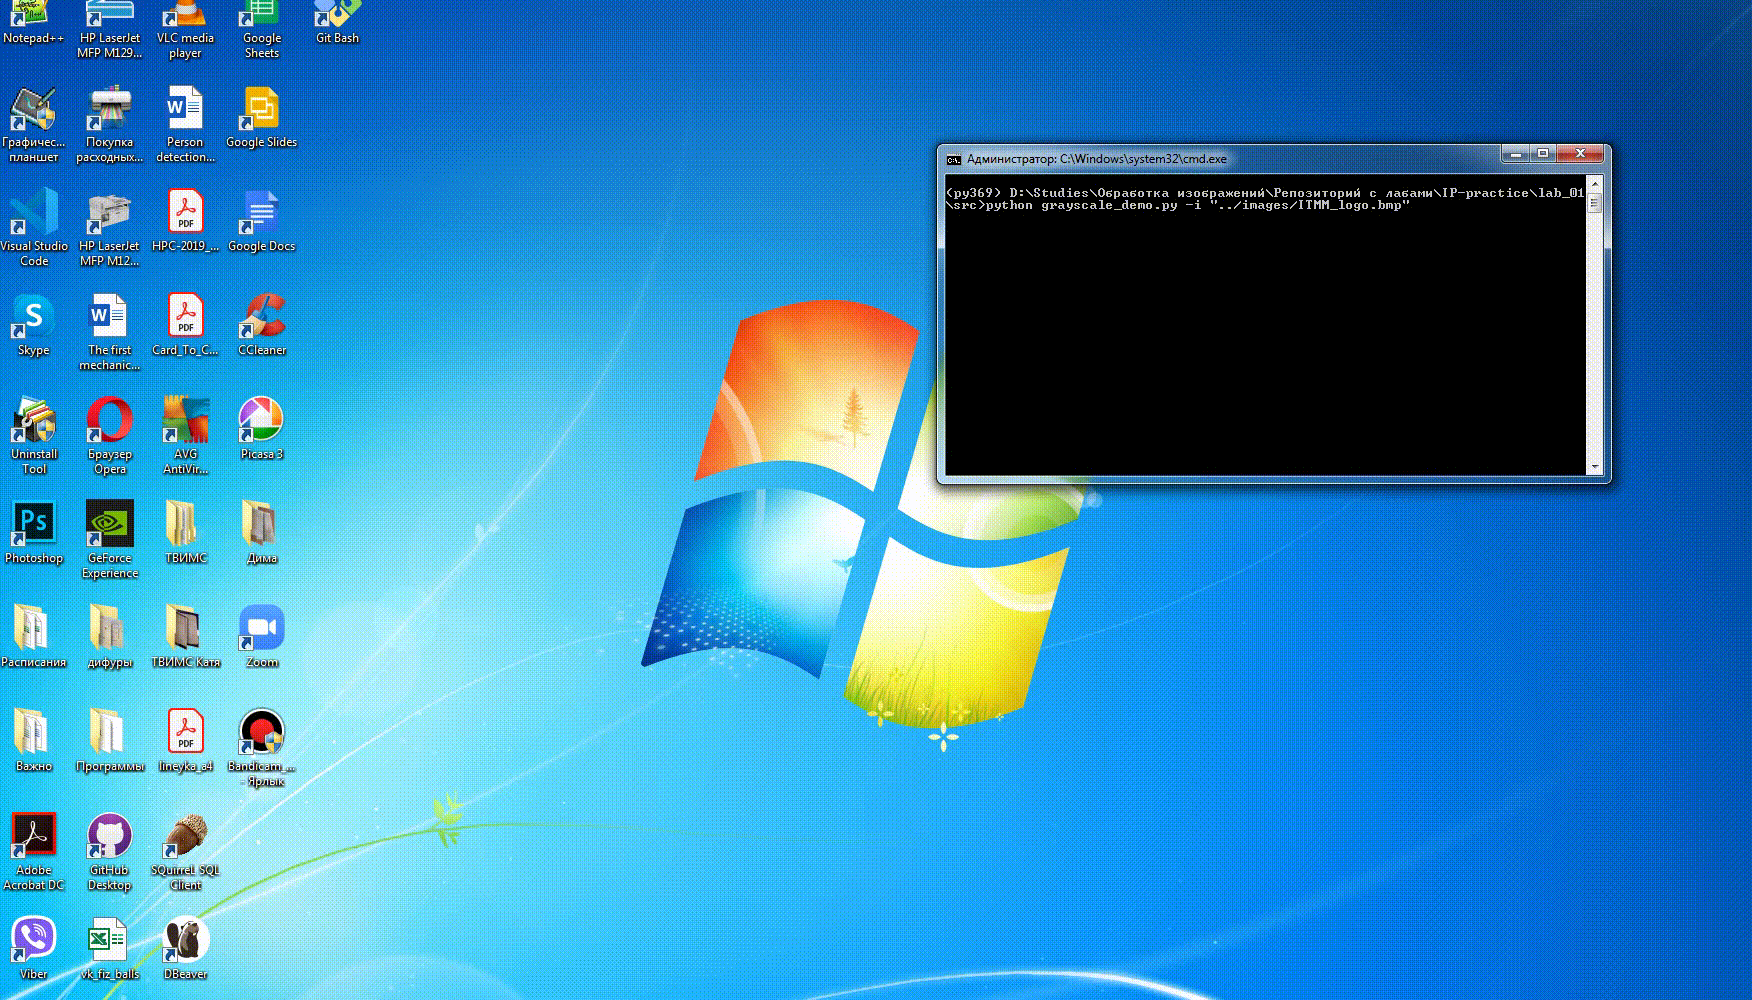 Notepad++
HP LaserJet
MFP M129...
VLC media
player
Google
Sheets
Git Bash
Графичес...
планшет
Покупка
расходных...
W
Person
detection...
Google Slides
Visual Studio
Code
HP LaserJet
MFP M12...
PDF
HPC-2019_...
Google Docs
S
Skype
W
The first
mechanic...
PDF
Card_To_C...
CCleaner
Uninstall
Tool
Браузер
Opera
AVG
AntiVir...
Picasa 3
Ps
Photoshop
GeForce
Experience
ТВИМС
Дима
Расписания
дифуры
ТВИМС Катя
Zoom
Важно
Программы
PDF
lineyka_a4
Bandicam_...
- Ярлык
Adobe
Acrobat DC
GitHub
Desktop
SQuirreL SQL
Client
Viber
X
vk_fiz_balls
DBeaver
C:\.
Администратор: C:\Windows\system32\cmd.exe
(py369) D:\Studies\Обработка изображений\Репозиторий с лабами\IP-practice\lab_01
\src>python grayscale_demo.py -i "../images/ITMM_logo.bmp"